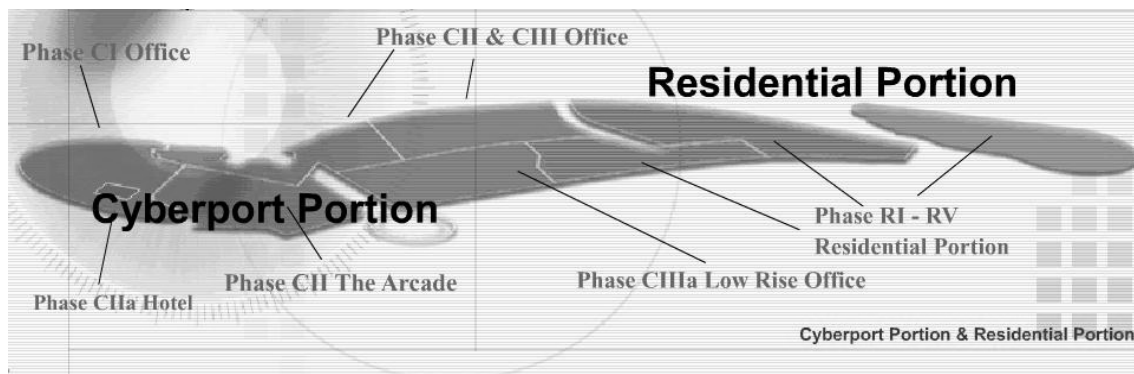 Phase CI Office
Phase CII & CIII Office
Residential Portion
Cyberport Portion
Phase RI - RV
Residential Portion
Phase CII The Arcade
Phase CIIIa Low Rise Office
Phase CIIa Hotel
Cyberport Portion & Residential Portion